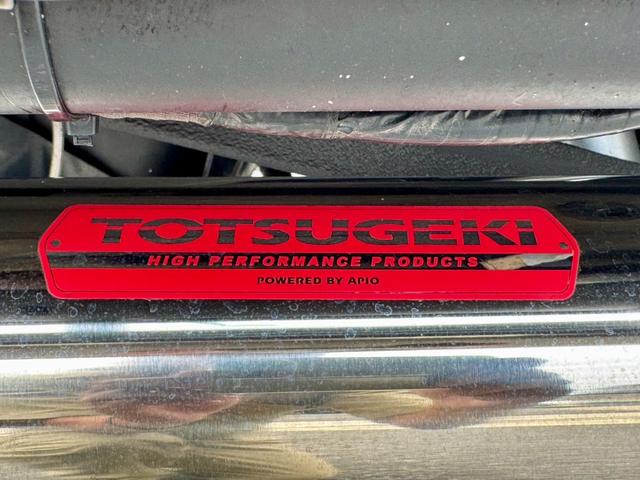 TOTSUGEKI
HIGH PERFORMANCE PRODUCTS
POWERED BY APIO